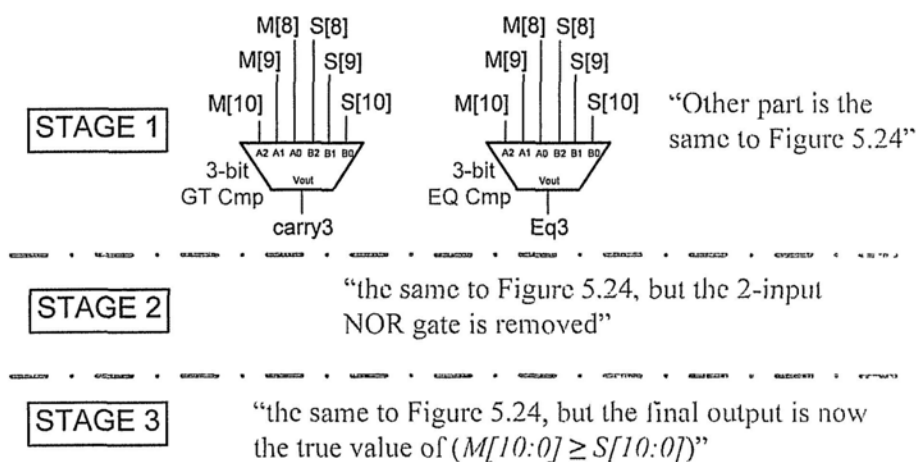 M[8] S[8]
M[9] S[9]
M[10] S[10]
A2 A1 A0 B2 B1 B0
3-bit
GT Cmp
Vout
carry3
M[8] S[8]
M[9] S[9]
M[10] S[10]
A2 A1 A0 B2 B1 B0
3-bit
EQ Cmp
Vout
Eq3
STAGE 1
“Other part is the
same to Figure 5.24”
STAGE 2
“the same to Figure 5.24, but the 2-input
NOR gate is removed”
STAGE 3
“the same to Figure 5.24, but the final output is now
the true value of (M[10:0] ≥ S[10:0])”